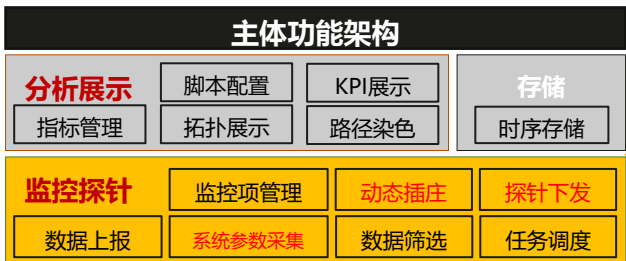 主体功能架构
分析展示 脚本配置 KPI展示 存储
指标管理 拓扑展示 路径染色 时序存储
监控探针 监控项管理 动态插庄 探针下发
数据上报 系统参数采集 数据筛选 任务调度